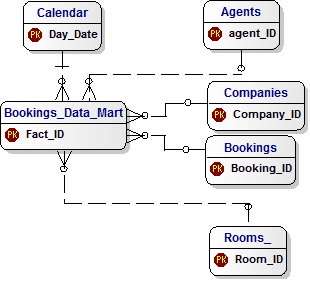 Calendar
PK Day_Date
Agents
PK agent_ID
Companies
PK Company_ID
Bookings_Data_Mart
PK Fact_ID
Bookings
PK Booking_ID
Rooms_
PK Room_ID